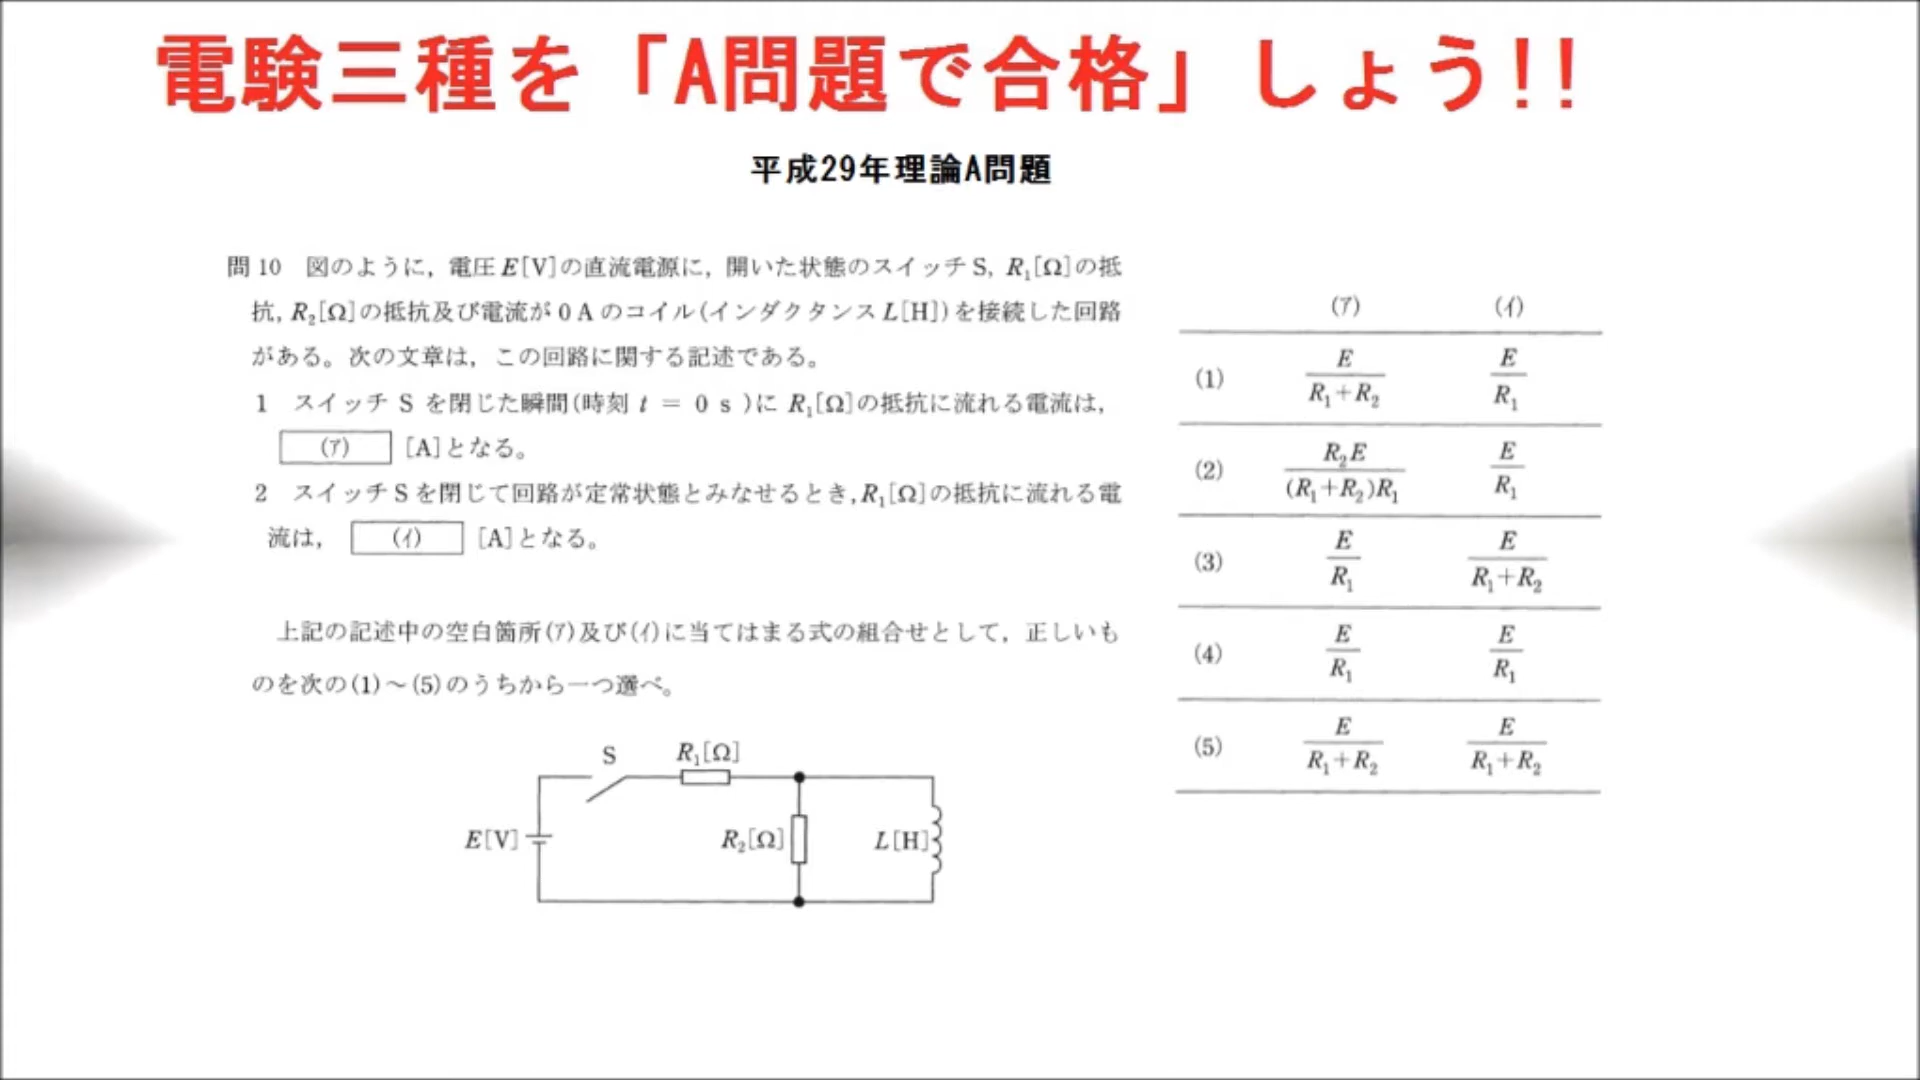 電験三種を「A問題で合格」しょう!!
平成29年理論A問題
問10 図のように，電圧E[V]の直流電源に，開いた状態のスイッチS，R₁[Ω]の抵
抗，R₂[Ω]の抵抗及び電流が0Aのコイル(インダクタンスL[H])を接続した回路
がある。次の文章は，この回路に関する記述である。
1 スイッチ S を閉じた瞬間(時刻 t = 0 s )に R₁[Ω]の抵抗に流れる電流は，
(ア) [A]となる。
2 スイッチSを閉じて回路が定常状態とみなせるとき，R₁[Ω]の抵抗に流れる電
流は， (イ) [A]となる。
上記の記述中の空白箇所(ア)及び(イ)に当てはまる式の組合せとして，正しいも
のを次の(1)～(5)のうちから一つ選べ。
S R₁[Ω]
E[V] R₂[Ω] L[H]
(ア) (イ)
(1) E/(R₁+R₂) E/R₁
(2) R₂E/((R₁+R₂)R₁) E/R₁
(3) E/R₁ E/(R₁+R₂)
(4) E/R₁ E/R₁
(5) E/(R₁+R₂) E/(R₁+R₂)